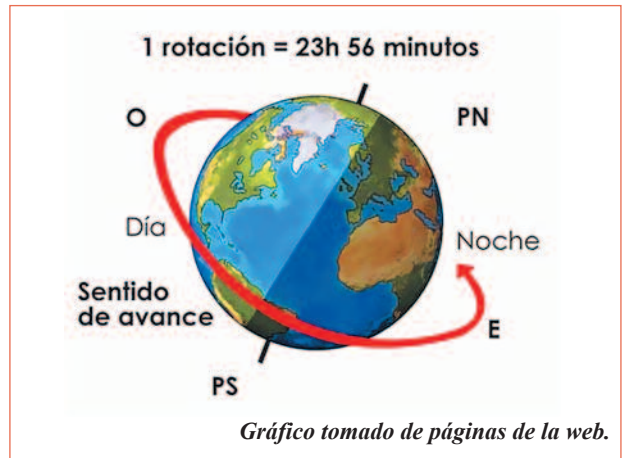 1 rotación = 23h 56 minutos
O
PN
Día
Noche
Sentido
de avance
E
PS
Gráfico tomado de páginas de la web.